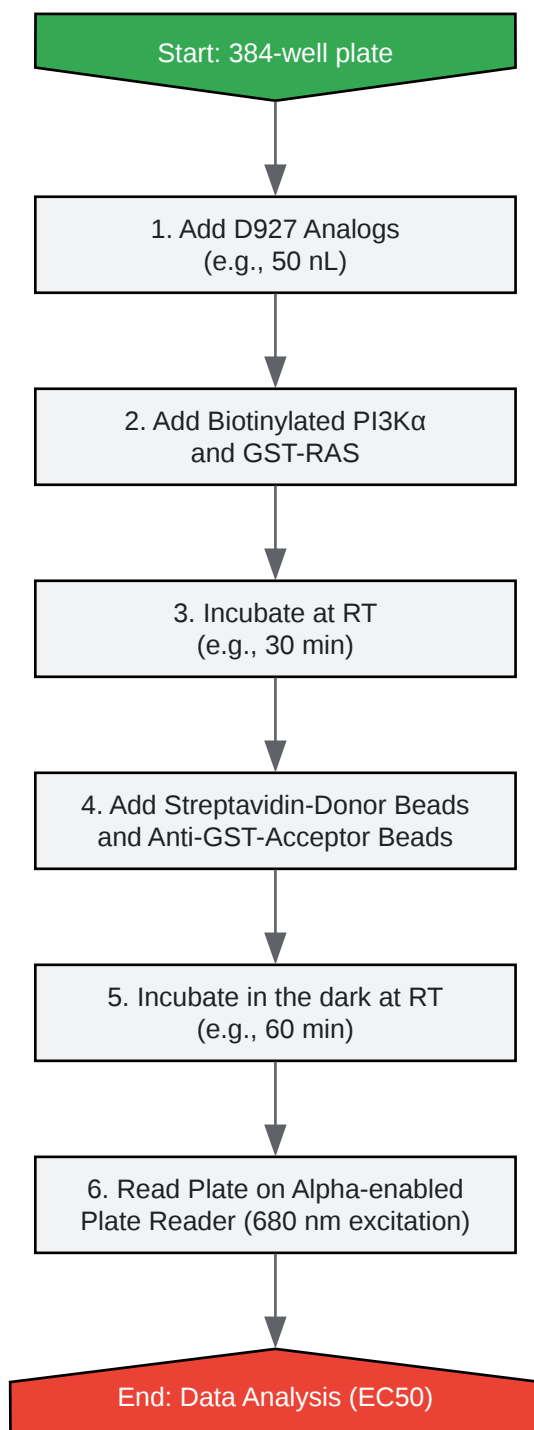 Start: 384-well plate
1. Add D927 Analogs
(e.g., 50 nL)
2. Add Biotinylated PI3Kα
and GST-RAS
3. Incubate at RT
(e.g., 30 min)
4. Add Streptavidin-Donor Beads
and Anti-GST-Acceptor Beads
5. Incubate in the dark at RT
(e.g., 60 min)
6. Read Plate on Alpha-enabled
Plate Reader (680 nm excitation)
End: Data Analysis (EC50)